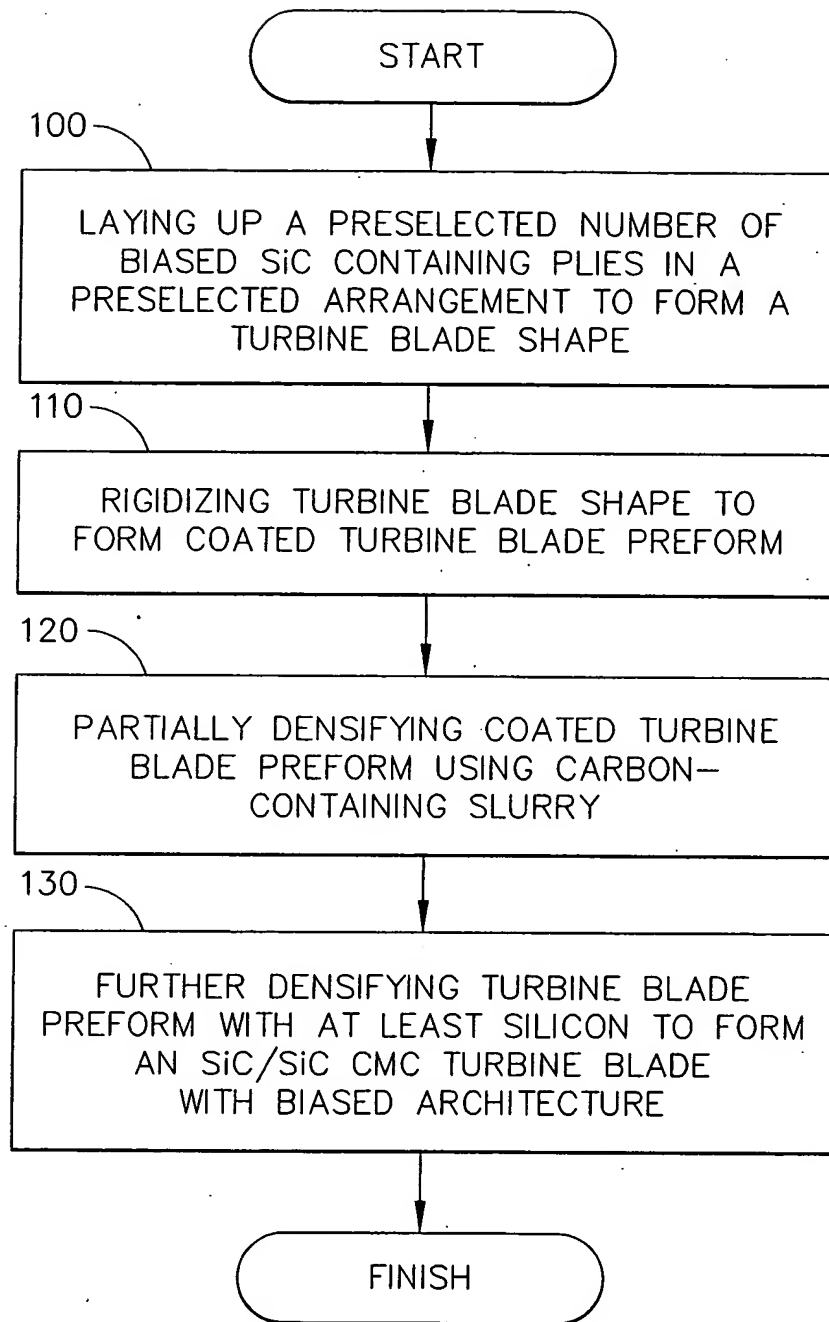 START
100
LAYING UP A PRESELECTED NUMBER OF
BIASED SiC CONTAINING PLIES IN A
PRESELECTED ARRANGEMENT TO FORM A
TURBINE BLADE SHAPE
110
RIGIDIZING TURBINE BLADE SHAPE TO
FORM COATED TURBINE BLADE PREFORM
120
PARTIALLY DENSIFYING COATED TURBINE
BLADE PREFORM USING CARBON-
CONTAINING SLURRY
130
FURTHER DENSIFYING TURBINE BLADE
PREFORM WITH AT LEAST SILICON TO FORM
AN SiC/SiC CMC TURBINE BLADE
WITH BIASED ARCHITECTURE
FINISH